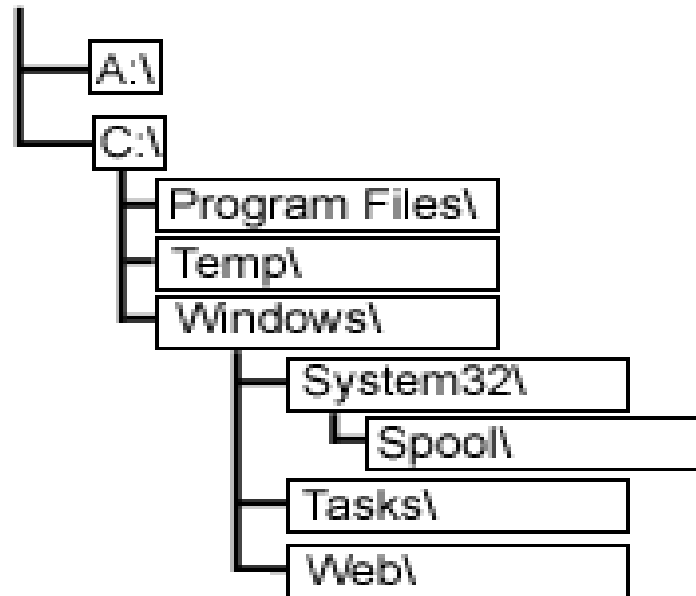 A:\
C:\
Program Files\
Temp\
Windows\
System32\
Spool\
Tasks\
Web\